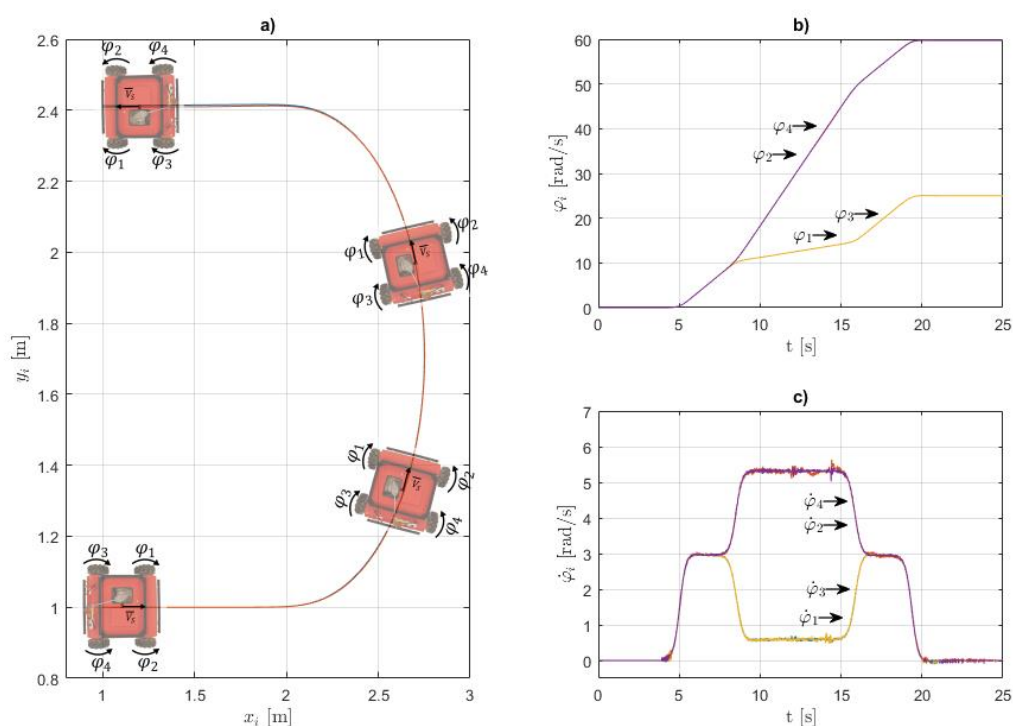 a)
2.6
2.4
2.2
2
1.8
1.6
1.4
1.2
1
0.8
1
1.5
2
2.5
3
y_i [m]
x_i [m]
φ2 φ4
v̅s
φ1 φ3
φ1 φ2
v̅s
φ3 φ4
φ1 φ2
v̅s
φ3 φ4
φ3 φ1
v̅s
φ4 φ2
b)
60
50
40
30
20
10
0
0 5 10 15 20 25
φ_i [rad/s]
t [s]
φ4
φ2
φ3
φ1
c)
7
6
5
4
3
2
1
0
0 5 10 15 20 25
φ̇_i [rad/s]
t [s]
φ̇4
φ̇2
φ̇3
φ̇1